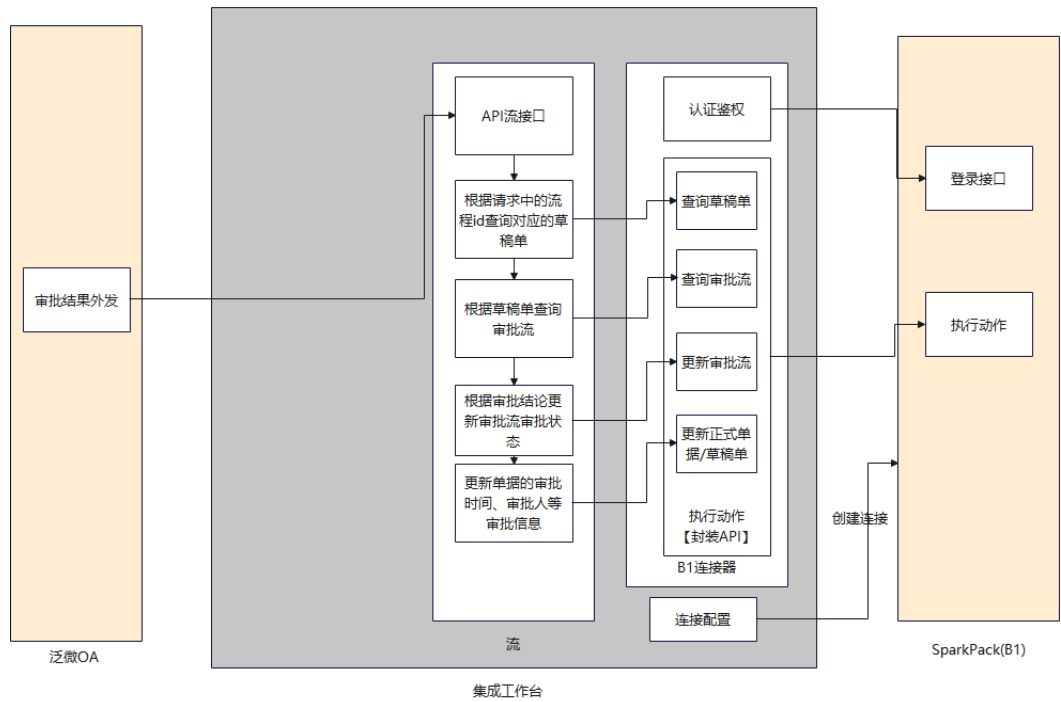 审批结果外发
泛微OA
API流接口
根据请求中的流
程id查询对应的草
稿单
根据草稿单查询
审批流
根据审批结论更
新审批流审批状
态
更新单据的审批
时间、审批人等
审批信息
流
认证鉴权
查询草稿单
查询审批流
更新审批流
更新正式单
据/草稿单
执行动作
【封装API】
B1连接器
连接配置
集成工作台
创建连接
登录接口
执行动作
SparkPack(B1)